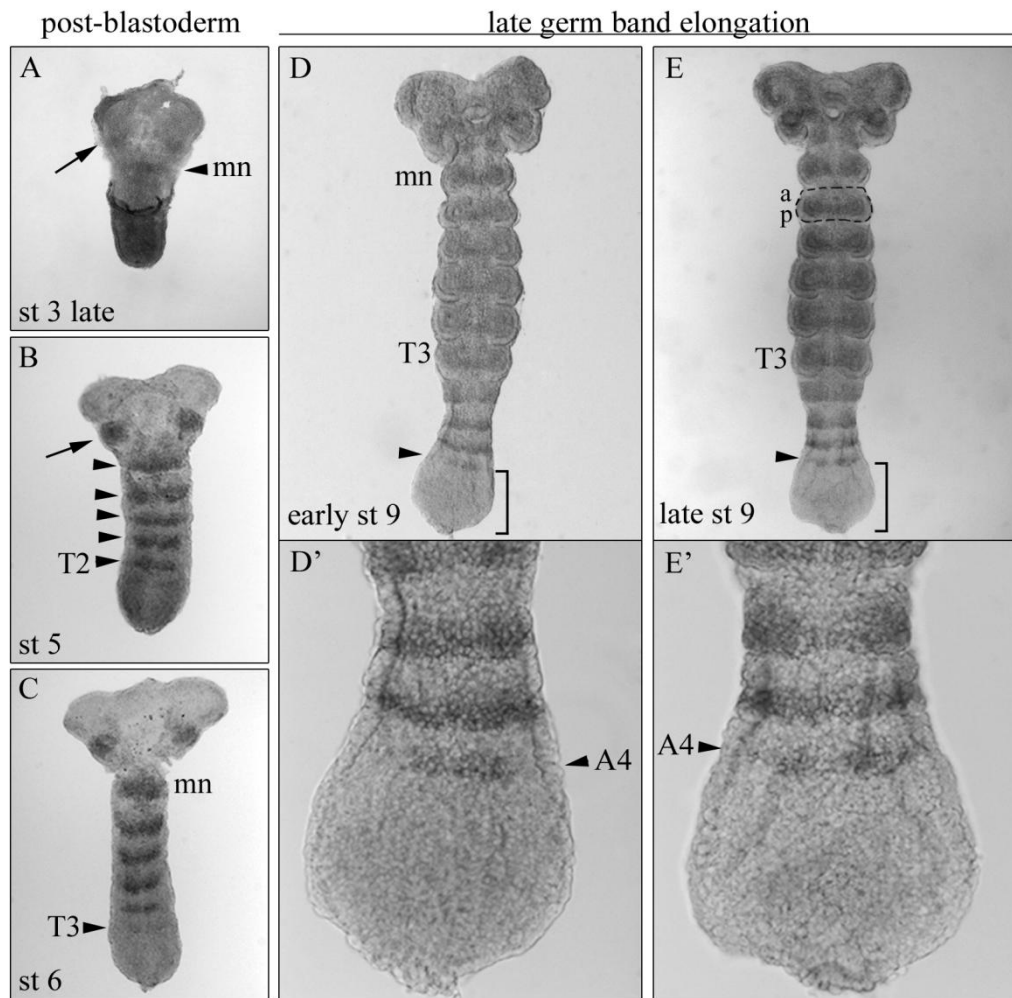 post-blastoderm
late germ band elongation
A
mn
st 3 late
B
T2
st 5
C
mn
T3
st 6
D
mn
T3
early st 9
E
a
p
T3
late st 9
D’
A4
E’
A4